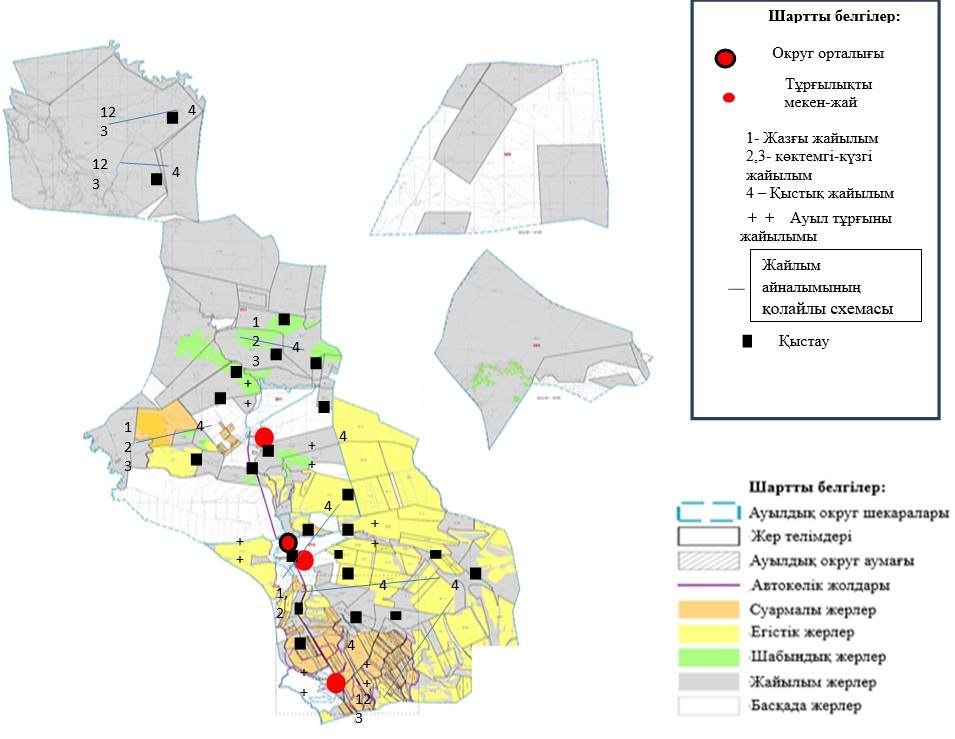 Шартты белгілер:
Округ орталығы
Тұрғылықты
мекен-жай
1- Жазғы жайылым
2,3- көктемгі-күзгі
жайылым
4 – Қыстық жайылым
+ +   Ауыл тұрғыны
жайылымы
Жайлым
айналымының
қолайлы схемасы
Қыстау
Шартты белгілер:
Ауылдық округ шекаралары
Жер телімдері
Ауылдық округ аумағы
Автокөлік жолдары
Суармалы жерлер
Егістік жерлер
Шабындық жерлер
Жайылым жерлер
Басқада жерлер
12
3
4
12
3
4
1
2
3
4
+
+
1
2
3
4
4
+
+
4
+
+
+
+
1,
2
4
4
4
+
+
+
+
12
3